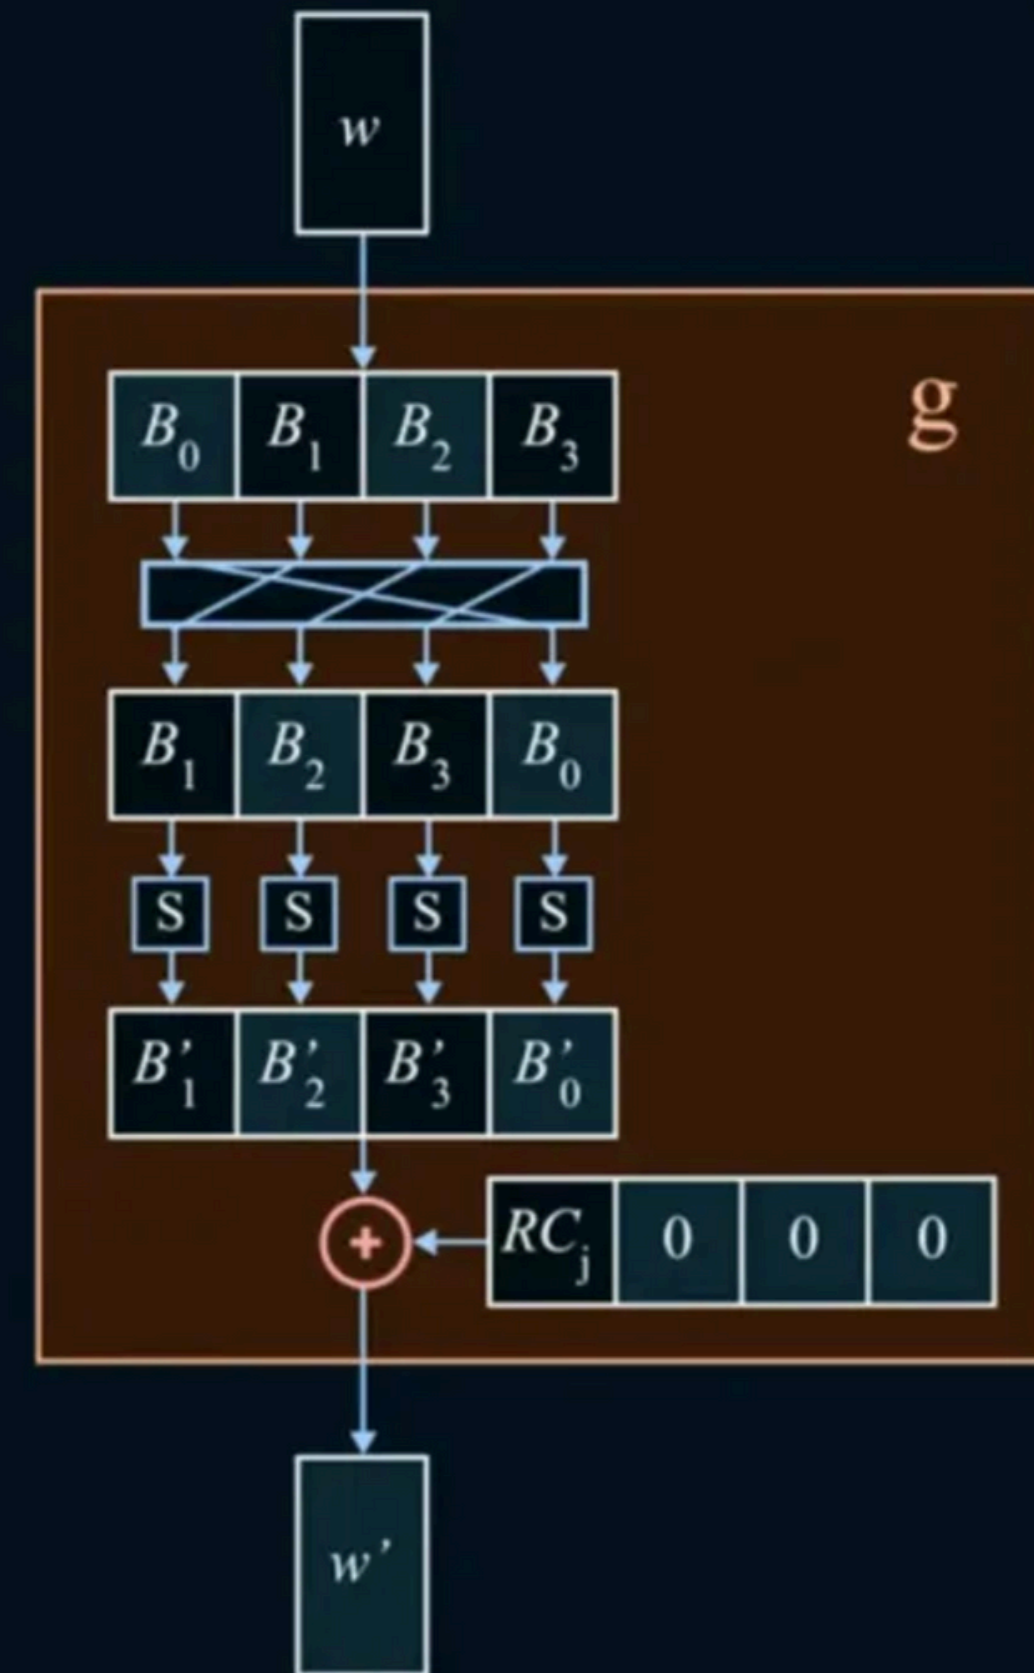 w
g
B₀ B₁ B₂ B₃
B₁ B₂ B₃ B₀
S S S S
B’₁ B’₂ B’₃ B’₀
+ RCⱼ 0 0 0
w’